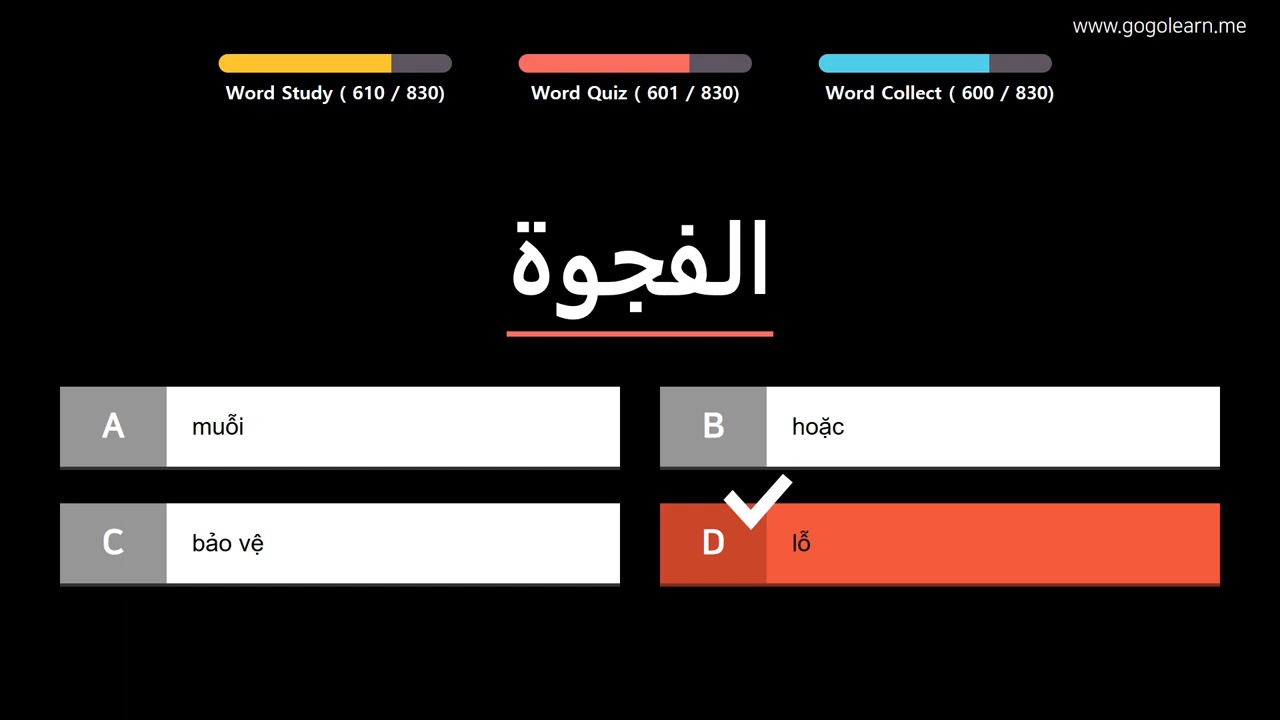 www.gogolearn.me
Word Study ( 610 / 830)
Word Quiz ( 601 / 830)
Word Collect ( 600 / 830)
الفجوة
A muỗi
B hoặc
C bảo vệ
D lỗ